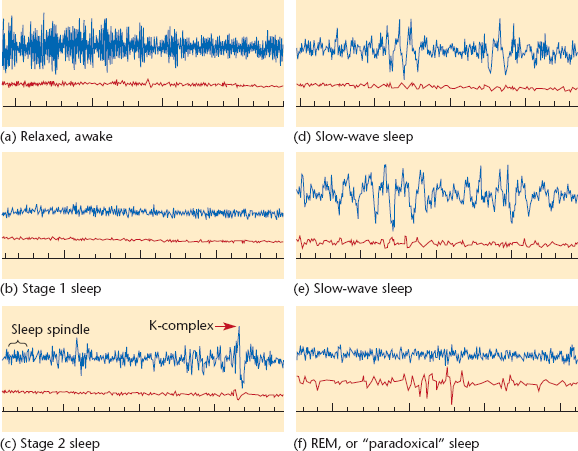 (a) Relaxed, awake
(d) Slow-wave sleep
(b) Stage 1 sleep
(e) Slow-wave sleep
Sleep spindle
K-complex
(c) Stage 2 sleep
(f) REM, or “paradoxical” sleep